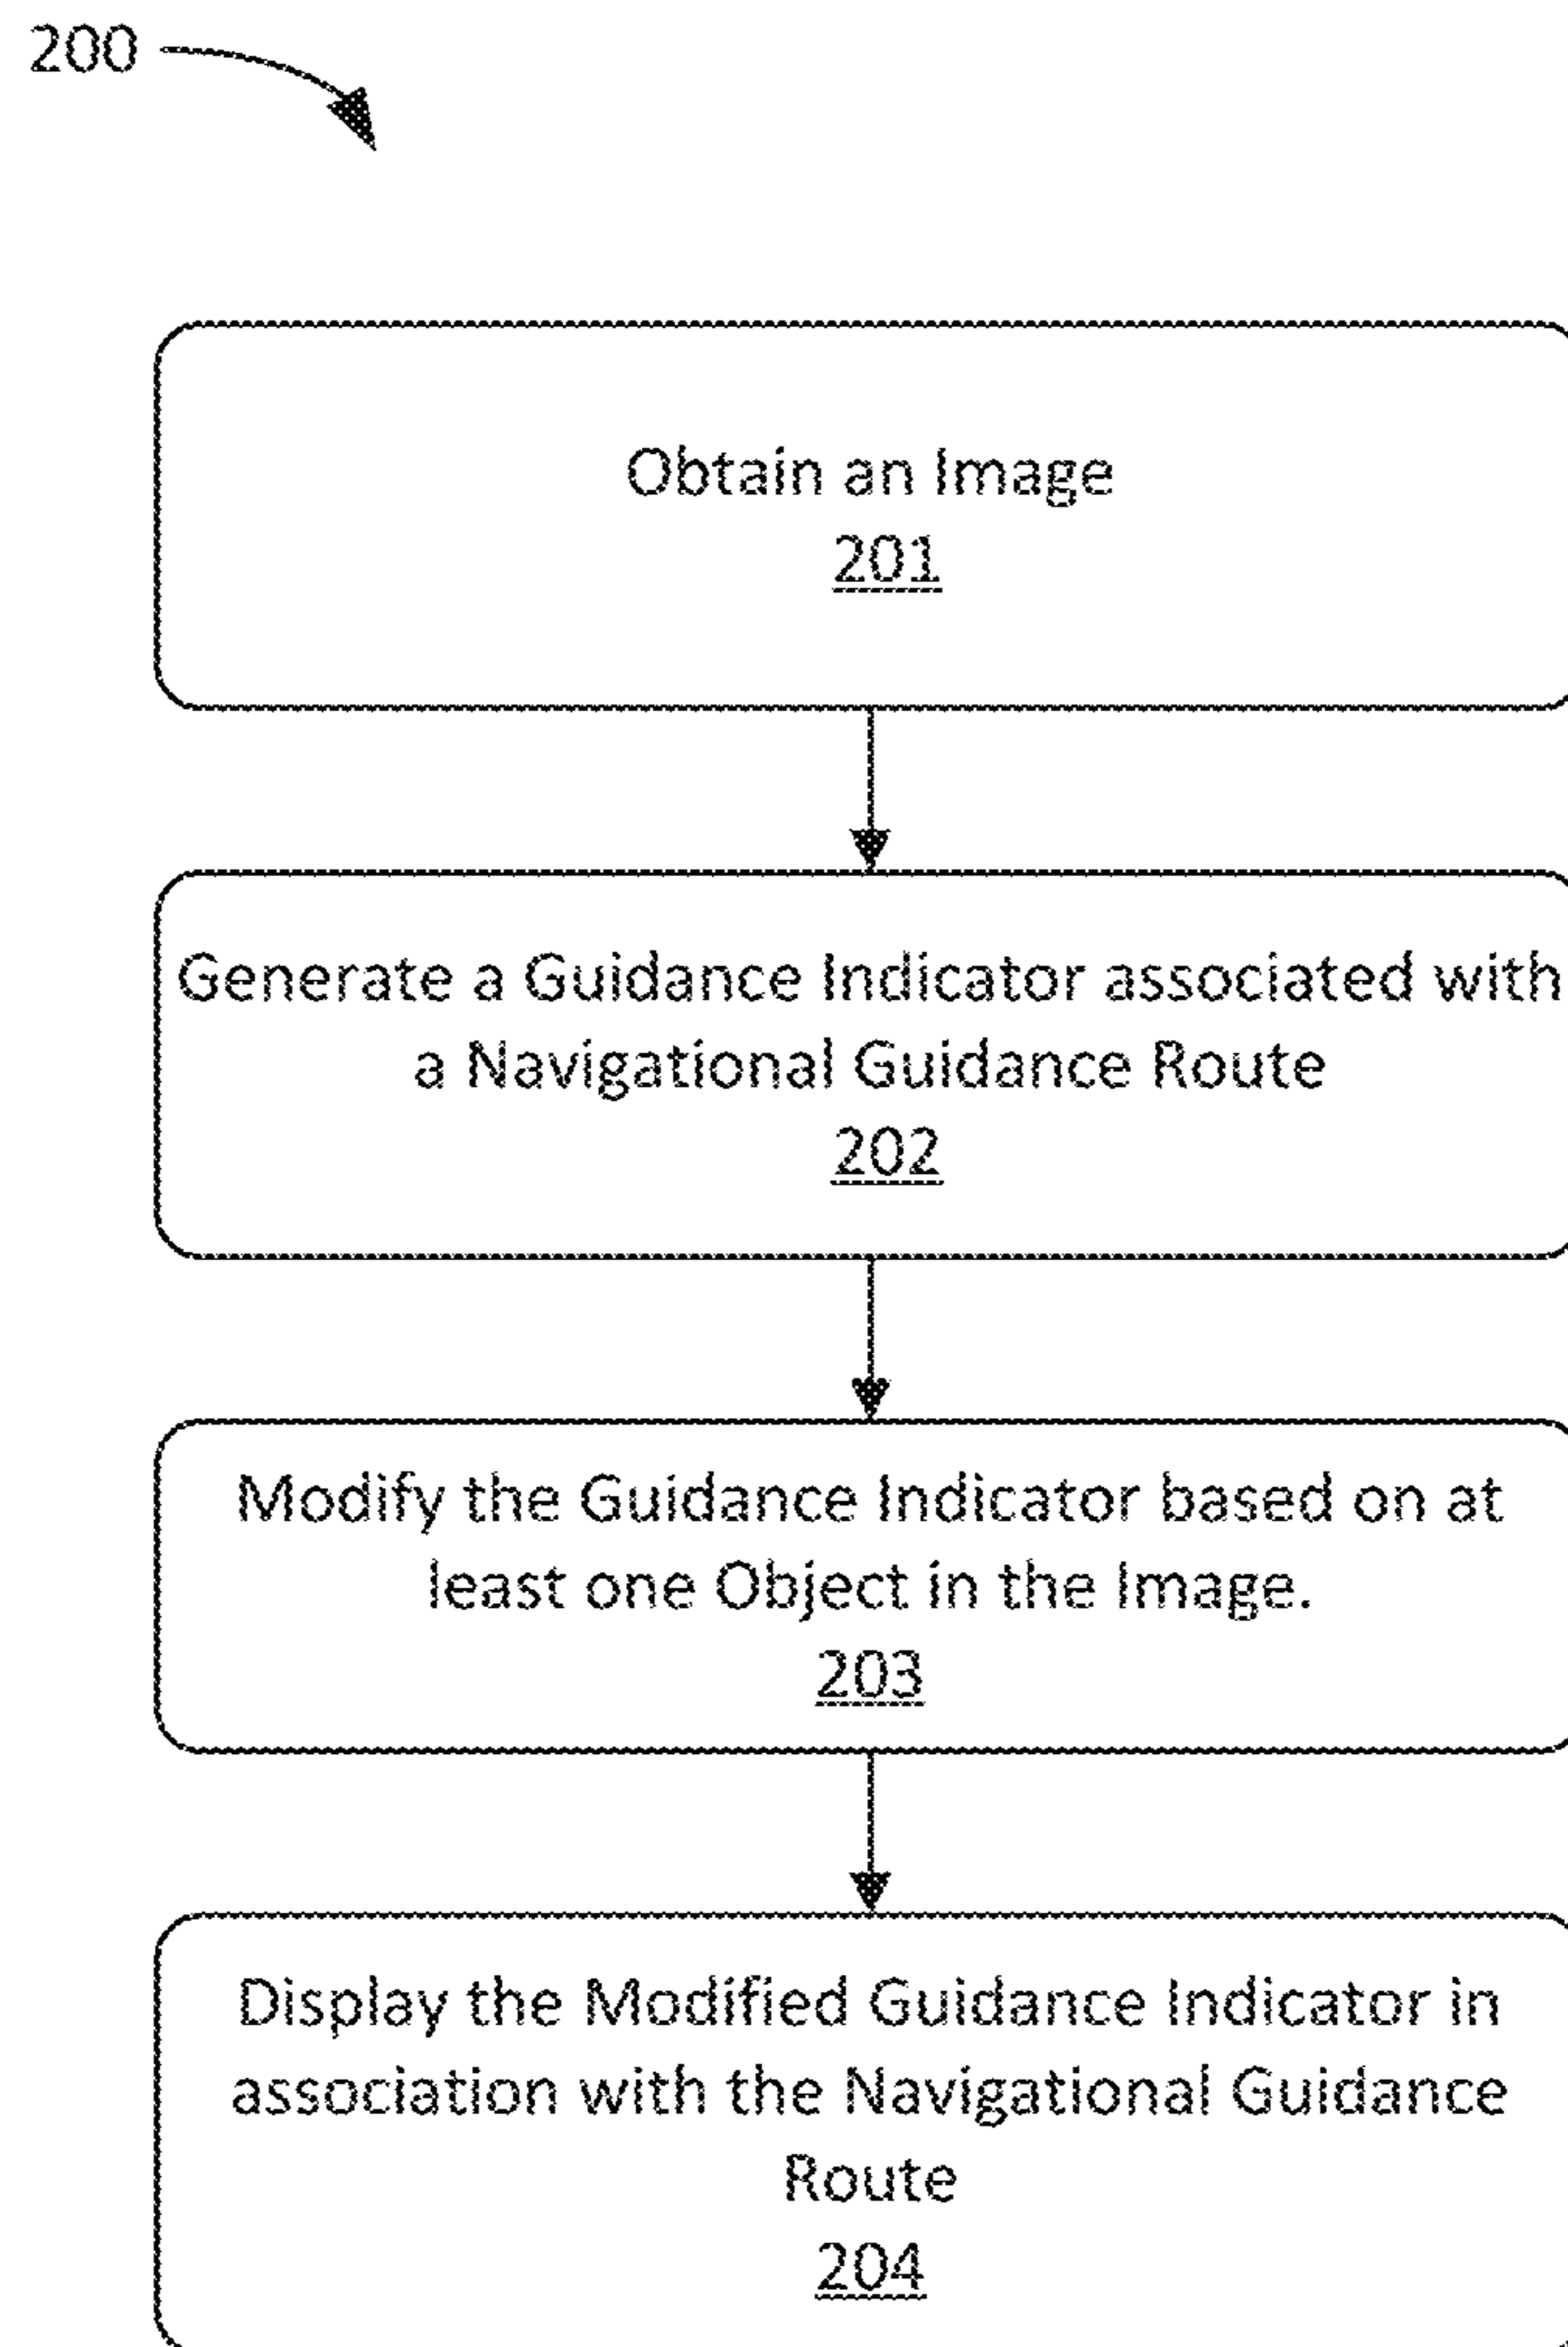 200
Obtain an Image
201
Generate a Guidance Indicator associated with
a Navigational Guidance Route
202
Modify the Guidance Indicator based on at
least one Object in the Image.
203
Display the Modified Guidance Indicator in
association with the Navigational Guidance
Route
204